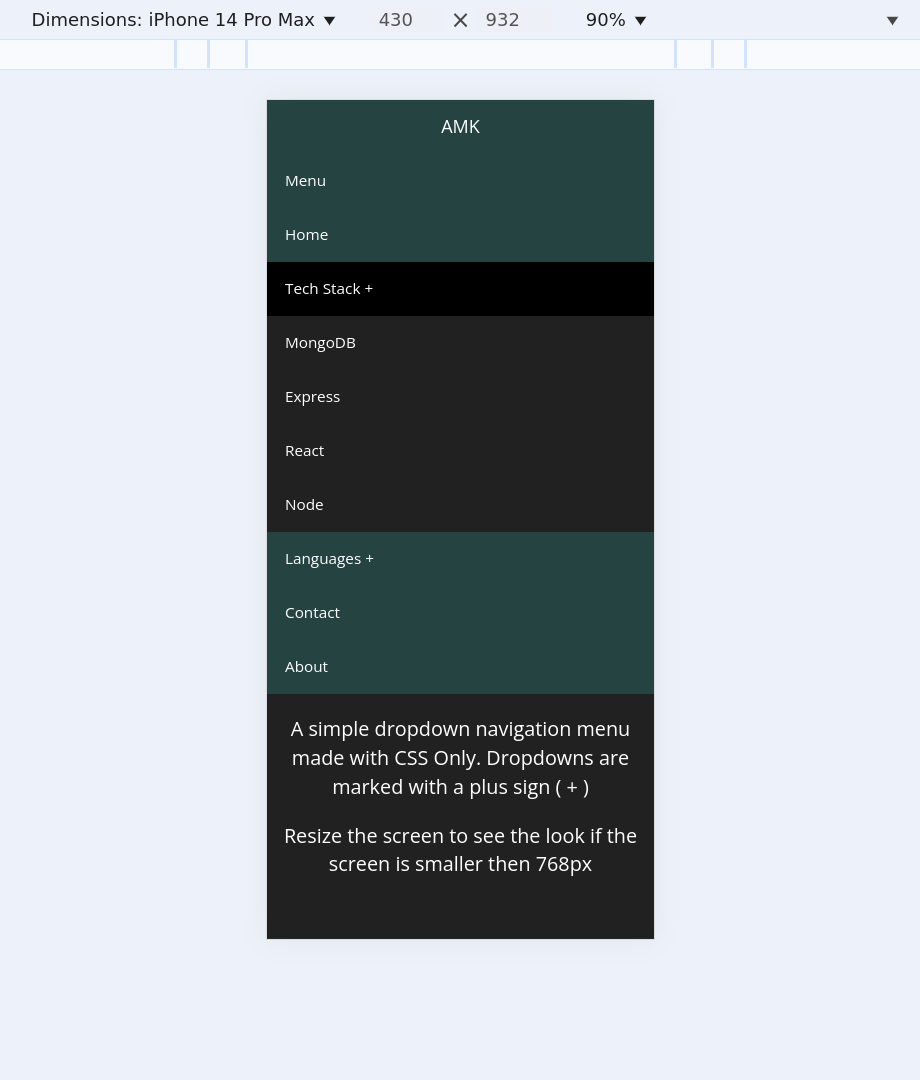 Dimensions: iPhone 14 Pro Max ▼ 430 × 932 90% ▼ ▼
AMK
Menu
Home
Tech Stack +
MongoDB
Express
React
Node
Languages +
Contact
About
A simple dropdown navigation menu
made with CSS Only. Dropdowns are
marked with a plus sign ( + )
Resize the screen to see the look if the
screen is smaller then 768px